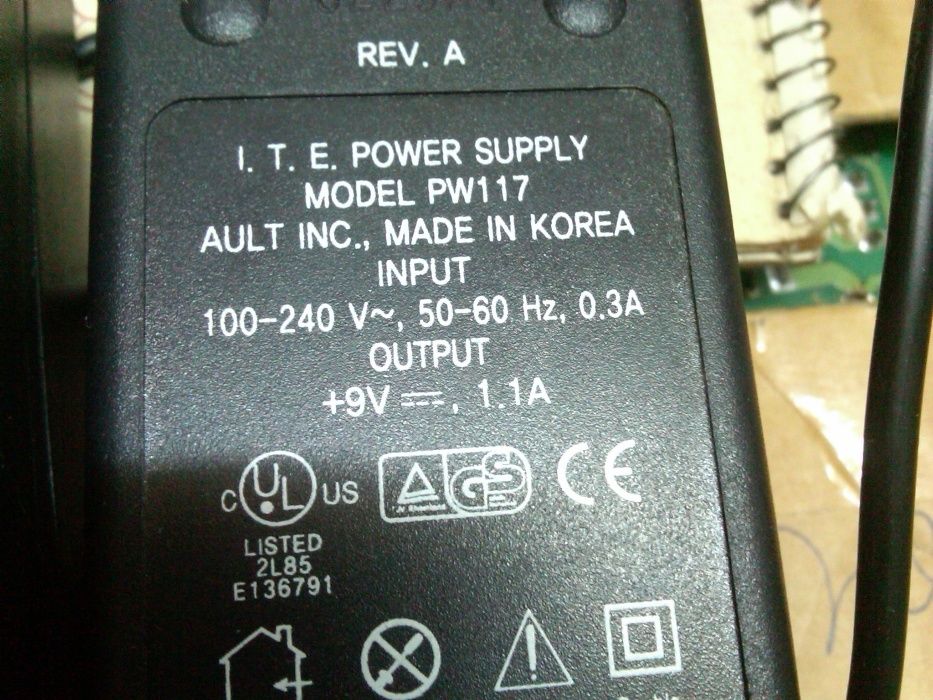 REV. A
I. T. E. POWER SUPPLY
MODEL PW117
AULT INC., MADE IN KOREA
INPUT
100-240 V~, 50-60 Hz, 0.3A
OUTPUT
+9V ⎓, 1.1A
C UL US
GS CE
LISTED
2L85
E136791